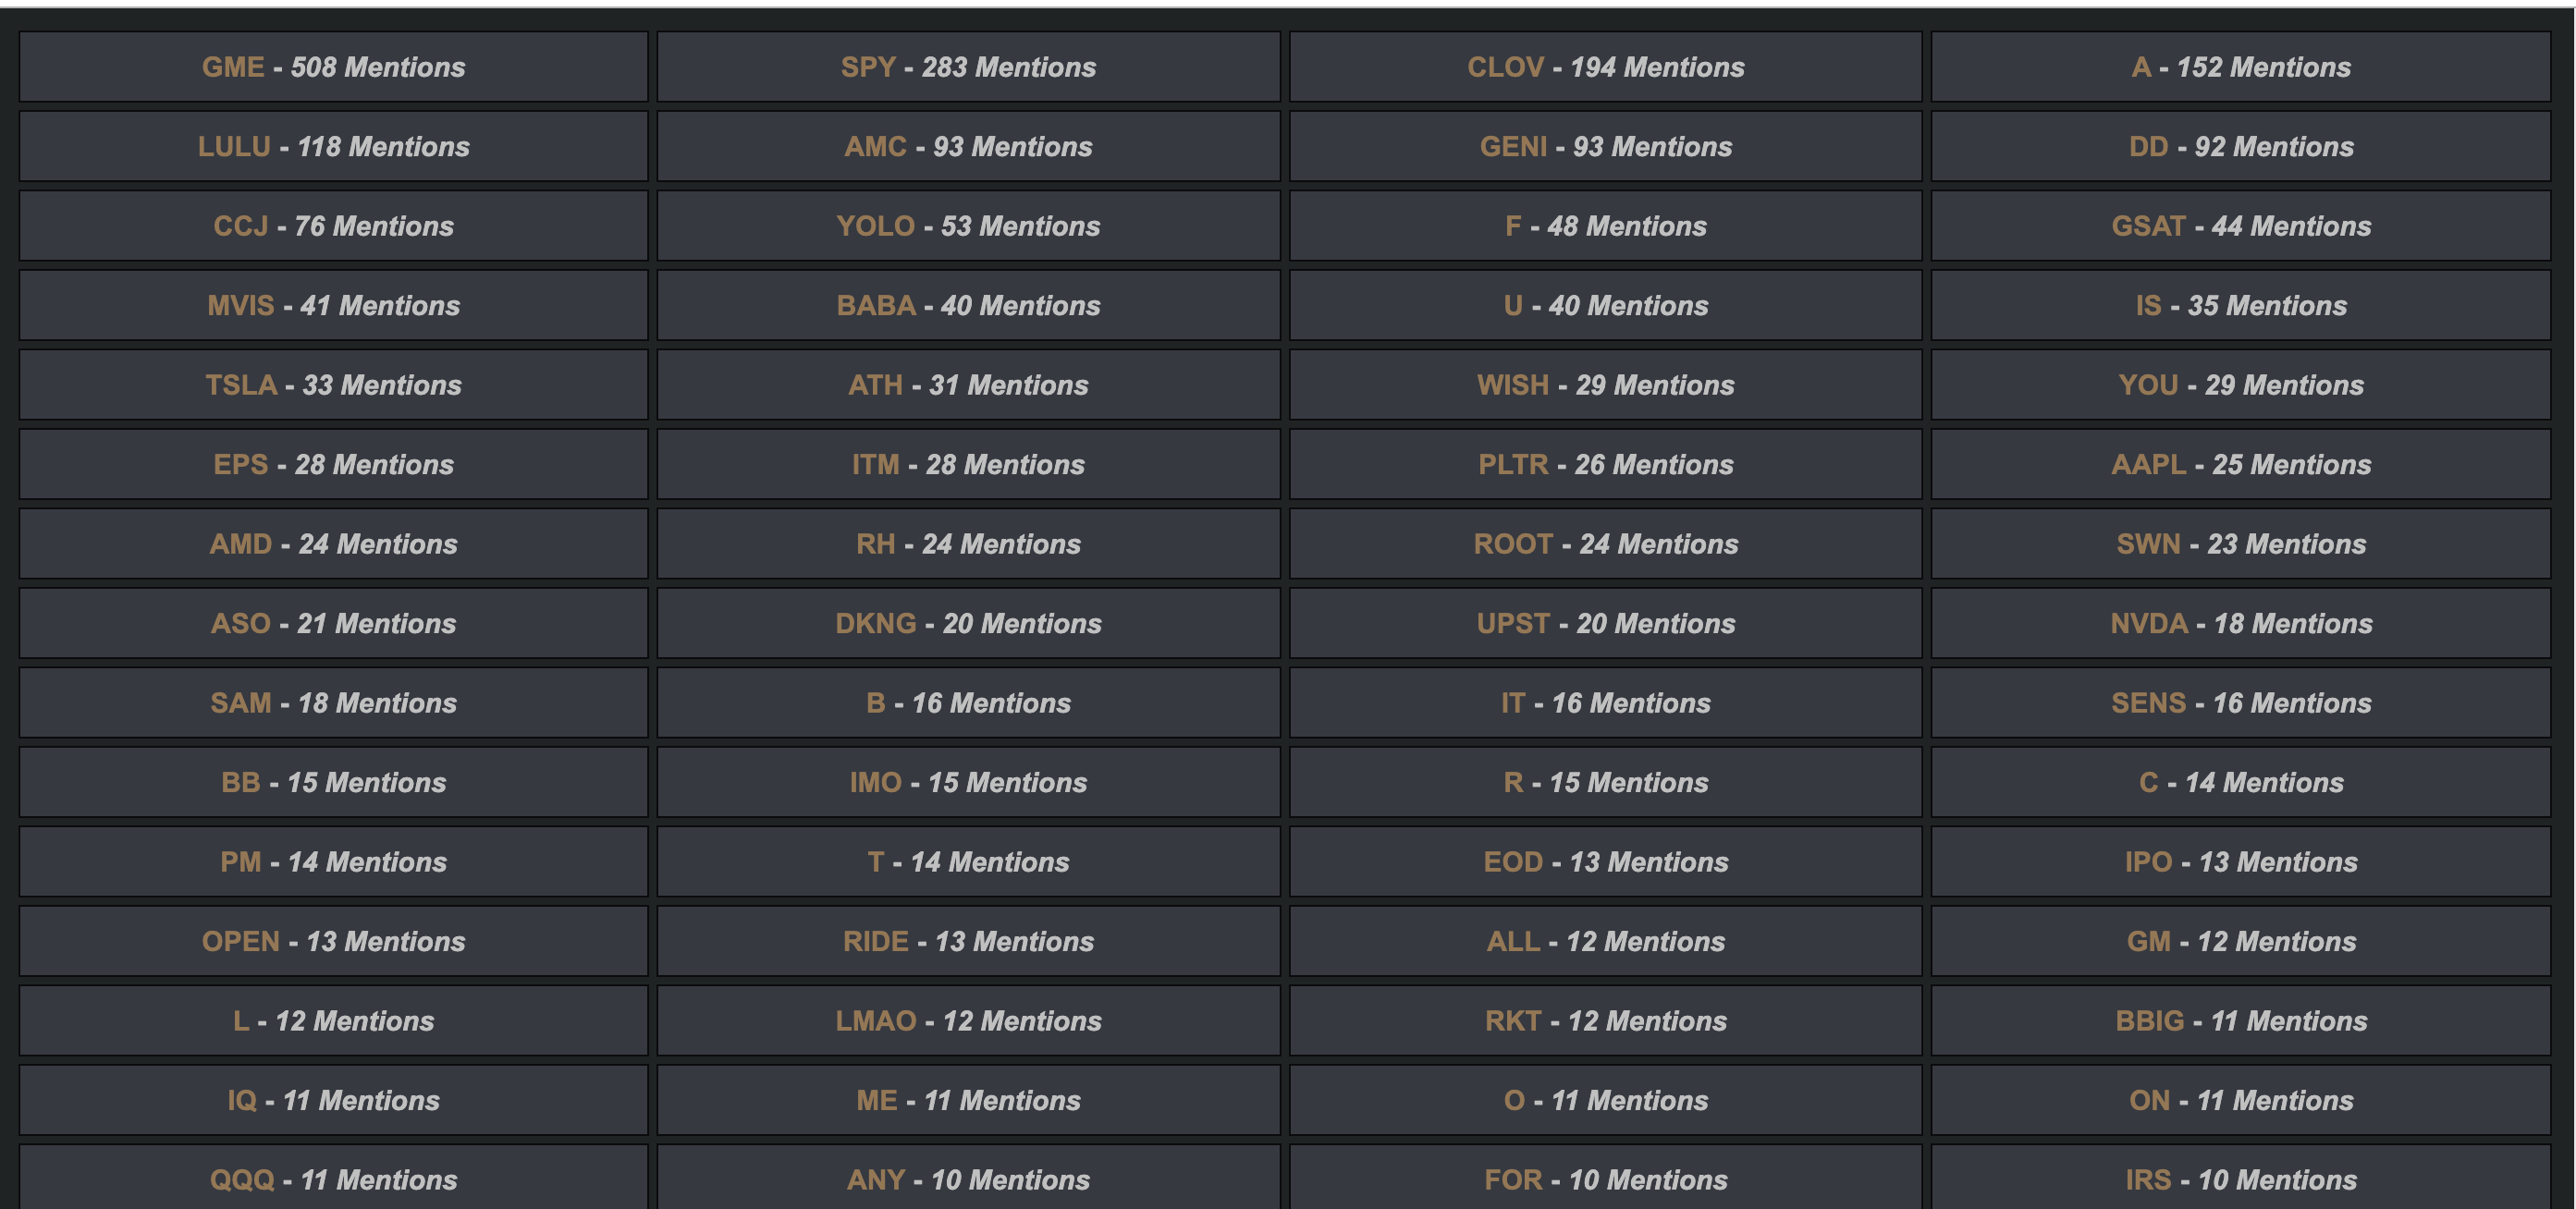 GME - 508 Mentions
SPY - 283 Mentions
CLOV - 194 Mentions
A - 152 Mentions
LULU - 118 Mentions
AMC - 93 Mentions
GENI - 93 Mentions
DD - 92 Mentions
CCJ - 76 Mentions
YOLO - 53 Mentions
F - 48 Mentions
GSAT - 44 Mentions
MVIS - 41 Mentions
BABA - 40 Mentions
U - 40 Mentions
IS - 35 Mentions
TSLA - 33 Mentions
ATH - 31 Mentions
WISH - 29 Mentions
YOU - 29 Mentions
EPS - 28 Mentions
ITM - 28 Mentions
PLTR - 26 Mentions
AAPL - 25 Mentions
AMD - 24 Mentions
RH - 24 Mentions
ROOT - 24 Mentions
SWN - 23 Mentions
ASO - 21 Mentions
DKNG - 20 Mentions
UPST - 20 Mentions
NVDA - 18 Mentions
SAM - 18 Mentions
B - 16 Mentions
IT - 16 Mentions
SENS - 16 Mentions
BB - 15 Mentions
IMO - 15 Mentions
R - 15 Mentions
C - 14 Mentions
PM - 14 Mentions
T - 14 Mentions
EOD - 13 Mentions
IPO - 13 Mentions
OPEN - 13 Mentions
RIDE - 13 Mentions
ALL - 12 Mentions
GM - 12 Mentions
L - 12 Mentions
LMAO - 12 Mentions
RKT - 12 Mentions
BBIG - 11 Mentions
IQ - 11 Mentions
ME - 11 Mentions
O - 11 Mentions
ON - 11 Mentions
QQQ - 11 Mentions
ANY - 10 Mentions
FOR - 10 Mentions
IRS - 10 Mentions